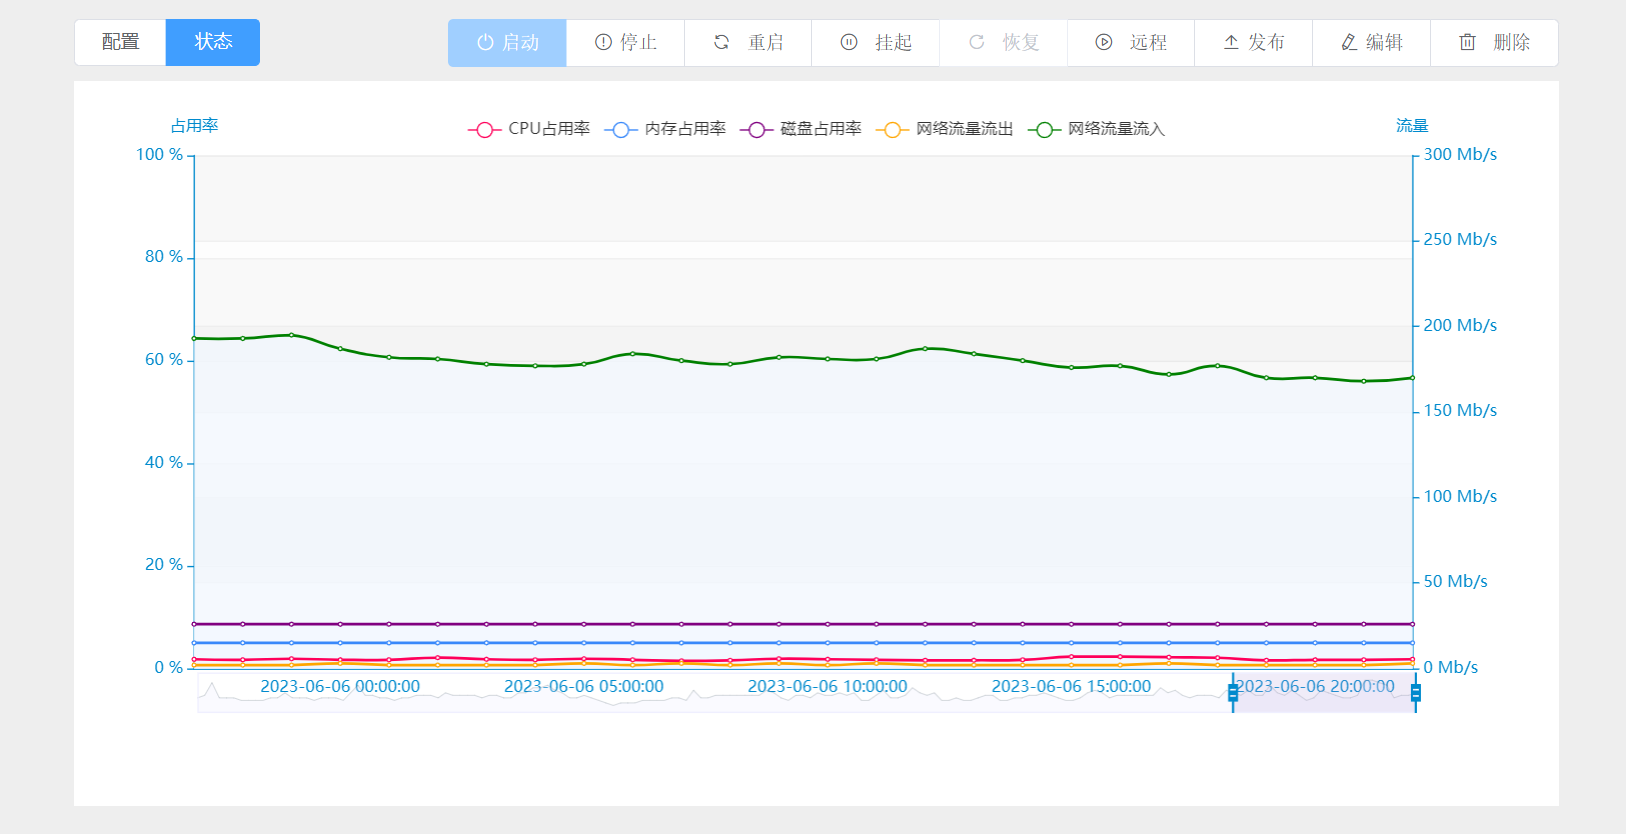 配置 状态 启动 停止 重启 挂起 恢复 远程 发布 编辑 删除
占用率 CPU占用率 内存占用率 磁盘占用率 网络流量流出 网络流量流入 流量
100 % 300 Mb/s
250 Mb/s
80 %
200 Mb/s
60 %
150 Mb/s
40 %
100 Mb/s
20 %
50 Mb/s
0 % 0 Mb/s
2023-06-06 00:00:00 2023-06-06 05:00:00 2023-06-06 10:00:00 2023-06-06 15:00:00 2023-06-06 20:00:00